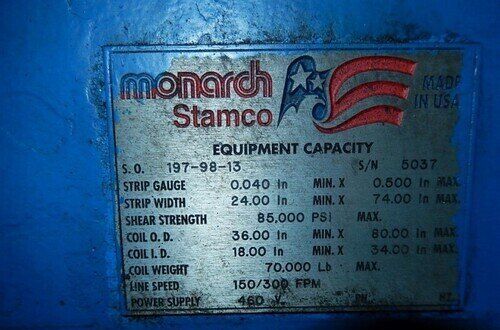 monarch
Stamco
MADE
IN USA
EQUIPMENT CAPACITY
S.O. 197-98-13 S/N 5037
STRIP GAUGE 0.040 In MIN. X 0.500 In MAX.
STRIP WIDTH 24.00 In MIN. X 74.00 In MAX.
SHEAR STRENGTH 85,000 PSI MAX.
COIL O.D. 36.00 In MIN. X 80.00 In MAX.
COIL I.D. 18.00 In MIN. X 34.00 In MAX.
COIL WEIGHT 70,000 Lb MAX.
LINE SPEED 150/300 FPM
POWER SUPPLY 460 V. PH. HZ.